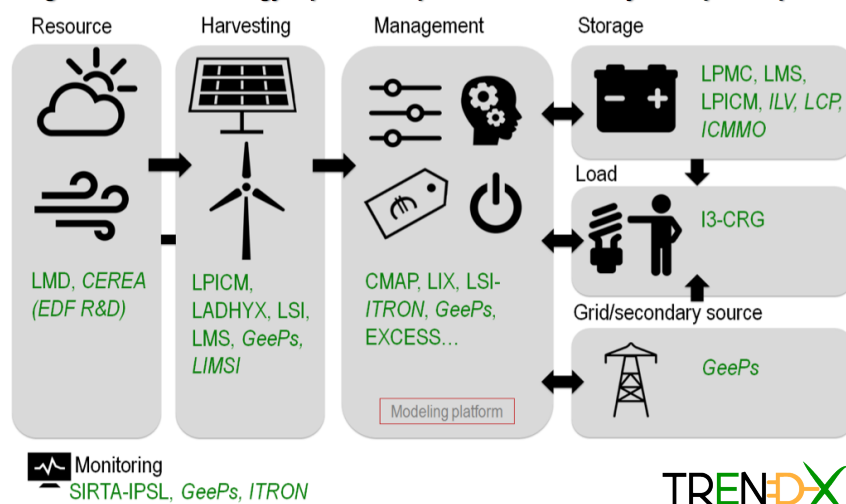 Resource
Harvesting
Management
Storage
LMD, CEREA
(EDF R&D)
LPICM,
LADHYX, LSI,
LMS, GeePs,
LIMSI
CMAP, LIX, LSI-
ITRON, GeePs,
EXCESS…
Modeling platform
LPMC, LMS,
LPICM, ILV, LCP,
ICMMO
Load
I3-CRG
Grid/secondary source
GeePs
Monitoring
SIRTA-IPSL, GeePs, ITRON
TREND-X